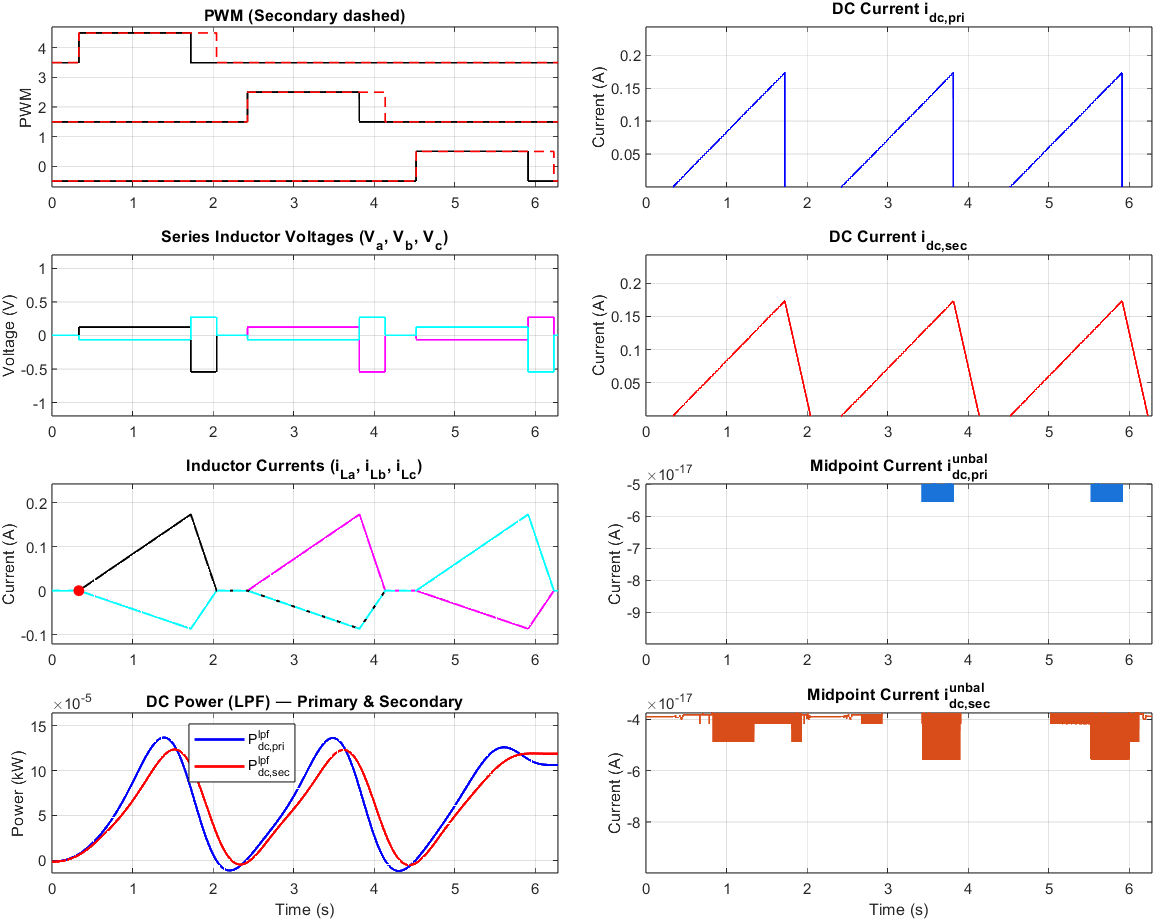 PWM (Secondary dashed)
PWM
4
3
2
1
0
0 1 2 3 4 5 6
DC Current i_dc,pri
Current (A)
0.2
0.15
0.1
0.05
0 1 2 3 4 5 6
Series Inductor Voltages (V_a, V_b, V_c)
Voltage (V)
1
0.5
0
-0.5
-1
0 1 2 3 4 5 6
DC Current i_dc,sec
Current (A)
0.2
0.15
0.1
0.05
0 1 2 3 4 5 6
Inductor Currents (i_La, i_Lb, i_Lc)
Current (A)
0.2
0.1
0
-0.1
0 1 2 3 4 5 6
Midpoint Current i^unbal_dc,pri
×10^-17
Current (A)
-5
-6
-7
-8
-9
0 1 2 3 4 5 6
DC Power (LPF) — Primary & Secondary
×10^-5
Power (kW)
15
10
5
0
P^lpf_dc,pri
P^lpf_dc,sec
0 1 2 3 4 5 6
Time (s)
Midpoint Current i^unbal_dc,sec
×10^-17
Current (A)
-4
-6
-8
0 1 2 3 4 5 6
Time (s)